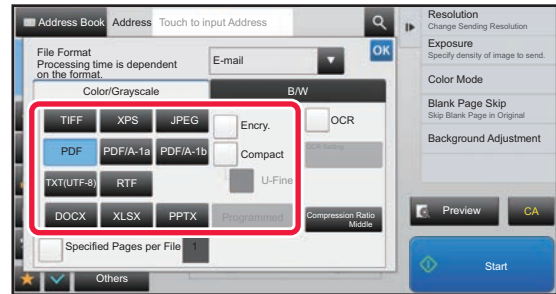 Address Book
Address
Touch to input Address
File Format
Processing time is dependent
on the format.
E-mail
OK
Color/Grayscale
B/W
TIFF
XPS
JPEG
Encry.
OCR
PDF
PDF/A-1a
PDF/A-1b
Compact
OCR Setting
TXT(UTF-8)
RTF
U-Fine
DOCX
XLSX
PPTX
Programmed
Compression Ratio
Middle
Specified Pages per File
1
Others
Resolution
Change Sending Resolution
Exposure
Specify density of image to send.
Color Mode
Blank Page Skip
Skip Blank Page in Original
Background Adjustment
Preview
CA
Start